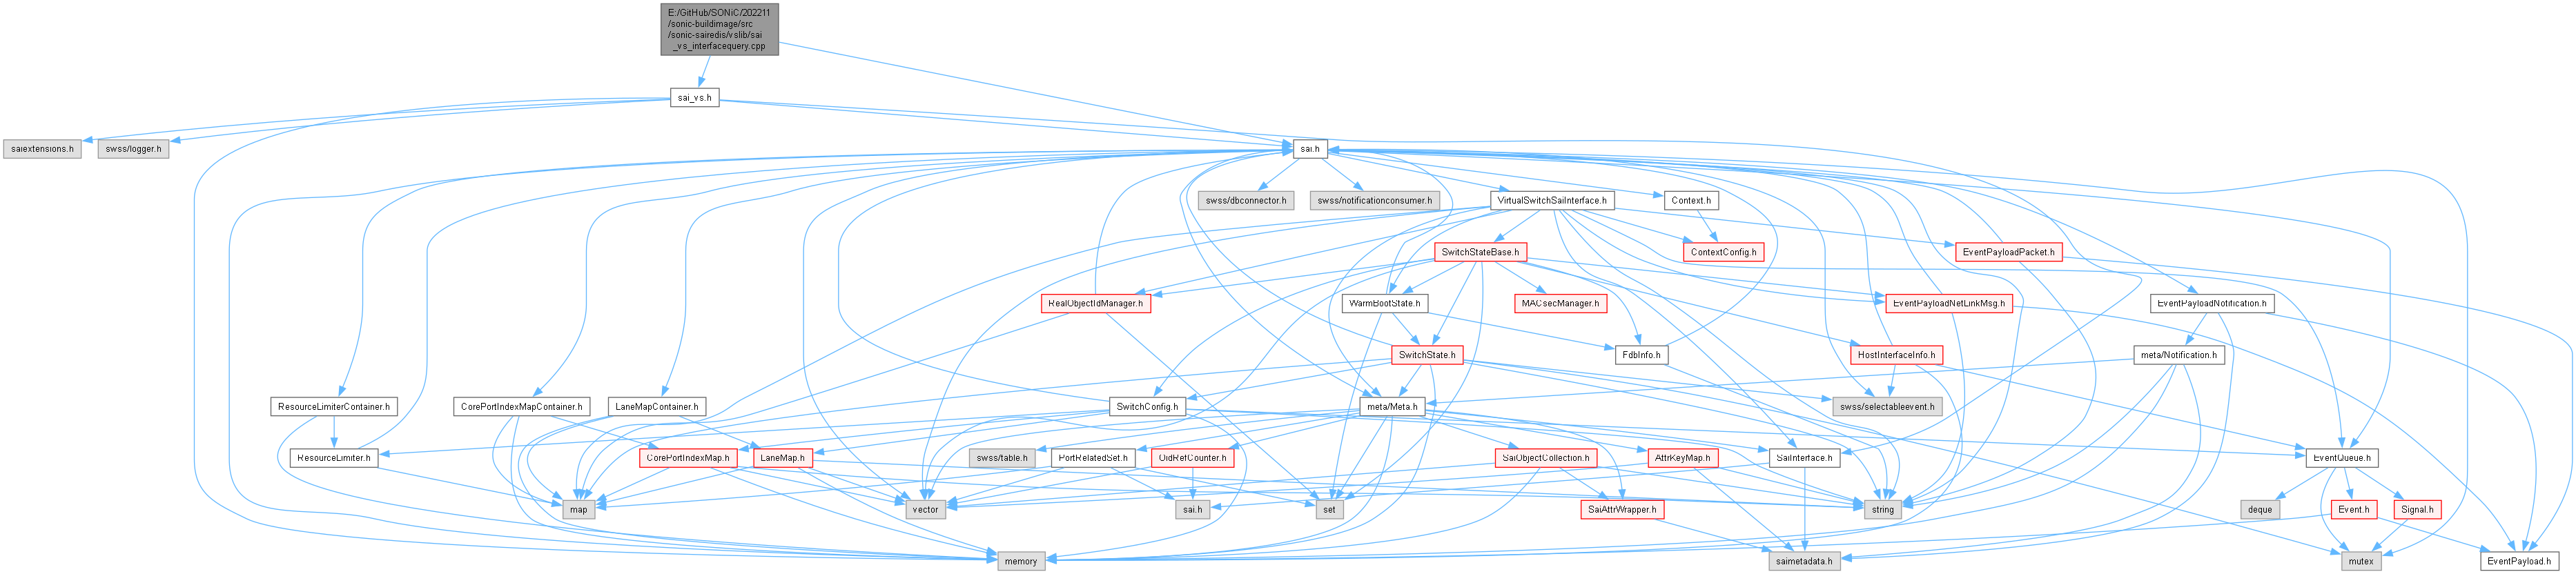 E:/GitHub/SONiC/202211
/sonic-buildimage/src
/sonic-sairedis/vslib/sai
_vs_interfacequery.cpp
sai_vs.h
saiextensions.h
swss/logger.h
sai.h
swss/dbconnector.h
swss/notificationconsumer.h
VirtualSwitchSaiInterface.h
Context.h
SwitchStateBase.h
ContextConfig.h
EventPayloadPacket.h
RealObjectIdManager.h
WarmBootState.h
MACsecManager.h
EventPayloadNetLinkMsg.h
EventPayloadNotification.h
SwitchState.h
FdbInfo.h
HostInterfaceInfo.h
meta/Notification.h
ResourceLimiterContainer.h
CorePortIndexMapContainer.h
LaneMapContainer.h
SwitchConfig.h
meta/Meta.h
swss/selectableevent.h
ResourceLimiter.h
CorePortIndexMap.h
LaneMap.h
swss/table.h
PortRelatedSet.h
OidRefCounter.h
SaiObjectCollection.h
AttrKeyMap.h
SaiInterface.h
EventQueue.h
map
vector
sai.h
set
SaiAttrWrapper.h
string
deque
Event.h
Signal.h
memory
saimetadata.h
mutex
EventPayload.h